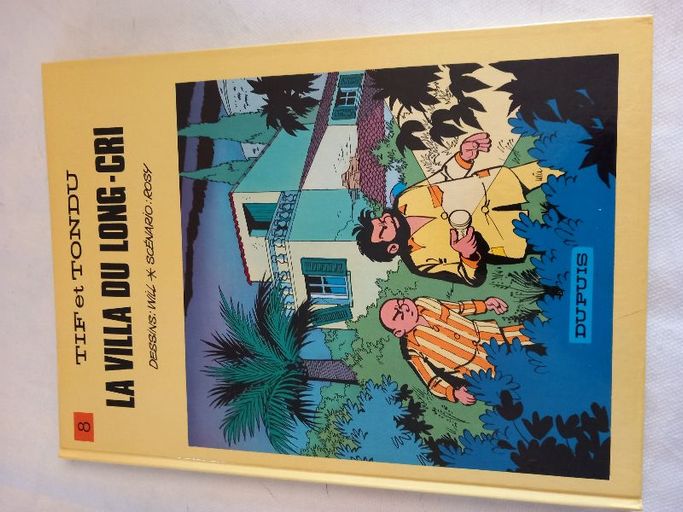 8
TIF et TONDU
LA VILLA DU LONG-CRI
DESSINS: WILL * SCÉNARIO: ROSY
DUPUIS